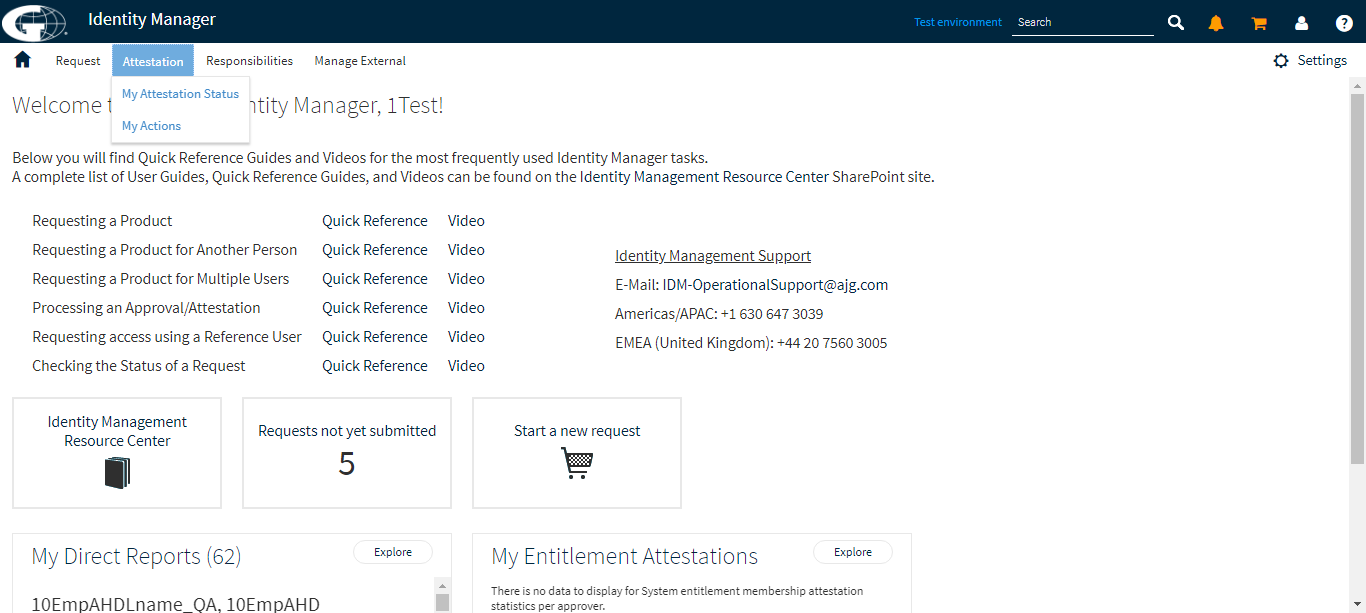 Identity Manager
Test environment
Search
Request
Attestation
Responsibilities
Manage External
Settings
My Attestation Status
My Actions
Welcome t ntity Manager, 1Test!
Below you will find Quick Reference Guides and Videos for the most frequently used Identity Manager tasks.
A complete list of User Guides, Quick Reference Guides, and Videos can be found on the Identity Management Resource Center SharePoint site.
Requesting a Product Quick Reference Video
Requesting a Product for Another Person Quick Reference Video
Requesting a Product for Multiple Users Quick Reference Video
Processing an Approval/Attestation Quick Reference Video
Requesting access using a Reference User Quick Reference Video
Checking the Status of a Request Quick Reference Video
Identity Management Support
E-Mail: IDM-OperationalSupport@ajg.com
Americas/APAC: +1 630 647 3039
EMEA (United Kingdom): +44 20 7560 3005
Identity Management
Resource Center
Requests not yet submitted
5
Start a new request
My Direct Reports (62)
Explore
10EmpAHDLname_QA, 10EmpAHD
My Entitlement Attestations
Explore
There is no data to display for System entitlement membership attestation
statistics per approver.